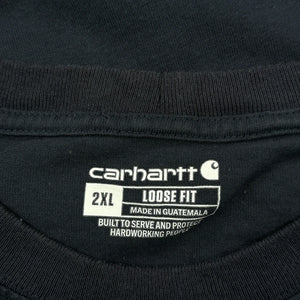 carhartt
2XL LOOSE FIT
MADE IN GUATEMALA
BUILT TO SERVE AND PROTECT
HARDWORKING PEOPLE